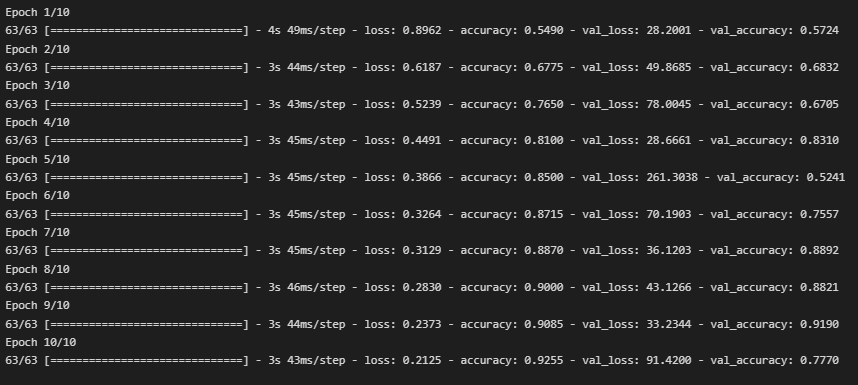 Epoch 1/10
63/63 [==============================] - 4s 49ms/step - loss: 0.8962 - accuracy: 0.5490 - val_loss: 28.2001 - val_accuracy: 0.5724
Epoch 2/10
63/63 [==============================] - 3s 44ms/step - loss: 0.6187 - accuracy: 0.6775 - val_loss: 49.8685 - val_accuracy: 0.6832
Epoch 3/10
63/63 [==============================] - 3s 43ms/step - loss: 0.5239 - accuracy: 0.7650 - val_loss: 78.0045 - val_accuracy: 0.6705
Epoch 4/10
63/63 [==============================] - 3s 45ms/step - loss: 0.4491 - accuracy: 0.8100 - val_loss: 28.6661 - val_accuracy: 0.8310
Epoch 5/10
63/63 [==============================] - 3s 45ms/step - loss: 0.3866 - accuracy: 0.8500 - val_loss: 261.3038 - val_accuracy: 0.5241
Epoch 6/10
63/63 [==============================] - 3s 45ms/step - loss: 0.3264 - accuracy: 0.8715 - val_loss: 70.1903 - val_accuracy: 0.7557
Epoch 7/10
63/63 [==============================] - 3s 45ms/step - loss: 0.3129 - accuracy: 0.8870 - val_loss: 36.1203 - val_accuracy: 0.8892
Epoch 8/10
63/63 [==============================] - 3s 46ms/step - loss: 0.2830 - accuracy: 0.9000 - val_loss: 43.1266 - val_accuracy: 0.8821
Epoch 9/10
63/63 [==============================] - 3s 44ms/step - loss: 0.2373 - accuracy: 0.9085 - val_loss: 33.2344 - val_accuracy: 0.9190
Epoch 10/10
63/63 [==============================] - 3s 43ms/step - loss: 0.2125 - accuracy: 0.9255 - val_loss: 91.4200 - val_accuracy: 0.7770